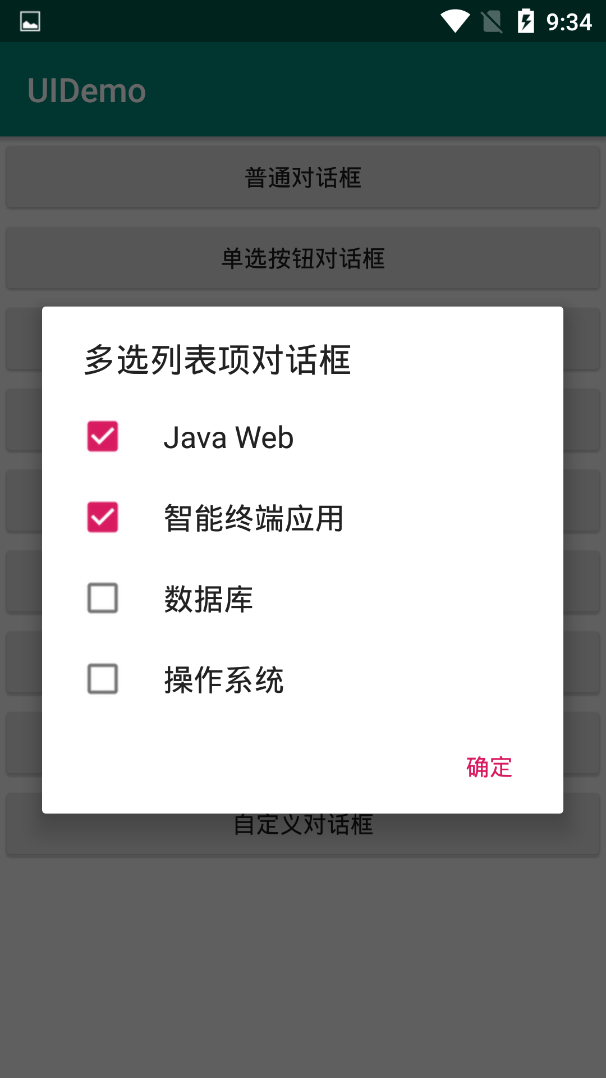 9:34
UIDemo
普通对话框
单选按钮对话框
多选列表项对话框
Java Web
智能终端应用
数据库
操作系统
确定
自定义对话框